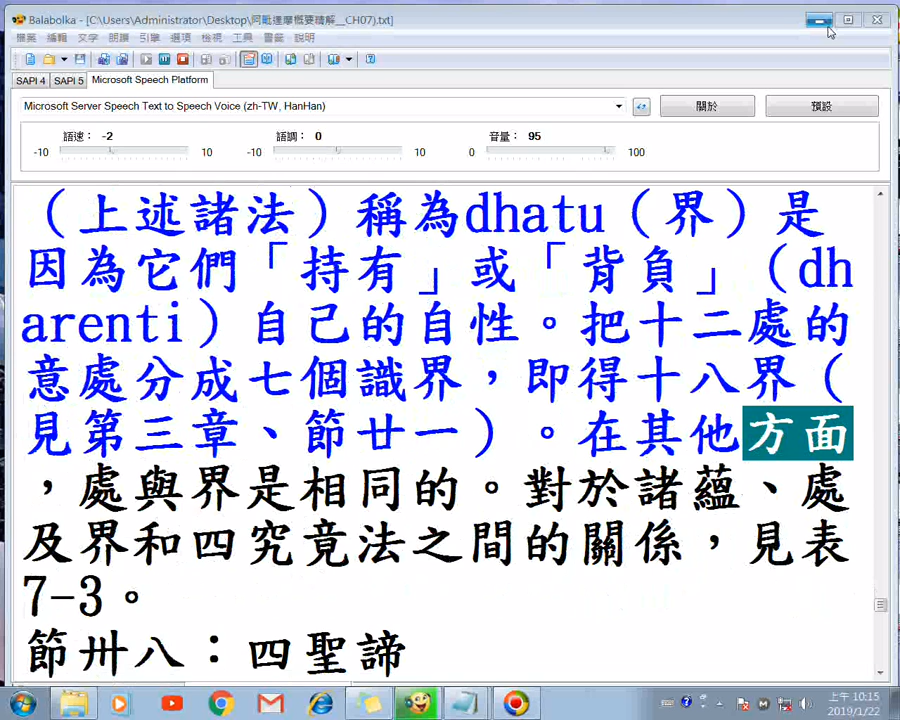 Balabolka - [C:\Users\Administrator\Desktop\阿毗達摩概要精解__CH07).txt]
檔案 編輯 文字 朗讀 引擎 選項 檢視 工具 書籤 說明
SAPI 4 SAPI 5 Microsoft Speech Platform
Microsoft Server Speech Text to Speech Voice (zh-TW, HanHan) 關於 預設
語速： -2 語調： 0 音量： 95
-10 10 -10 10 0 100
（上述諸法）稱為dhatu（界）是
因為它們「持有」或「背負」（dh
arenti）自己的自性。把十二處的
意處分成七個識界，即得十八界（
見第三章、節廿一）。在其他方面
，處與界是相同的。對於諸蘊、處
及界和四究竟法之間的關係，見表
7-3。
節卅八：四聖諦
上午 10:15
2019/1/22